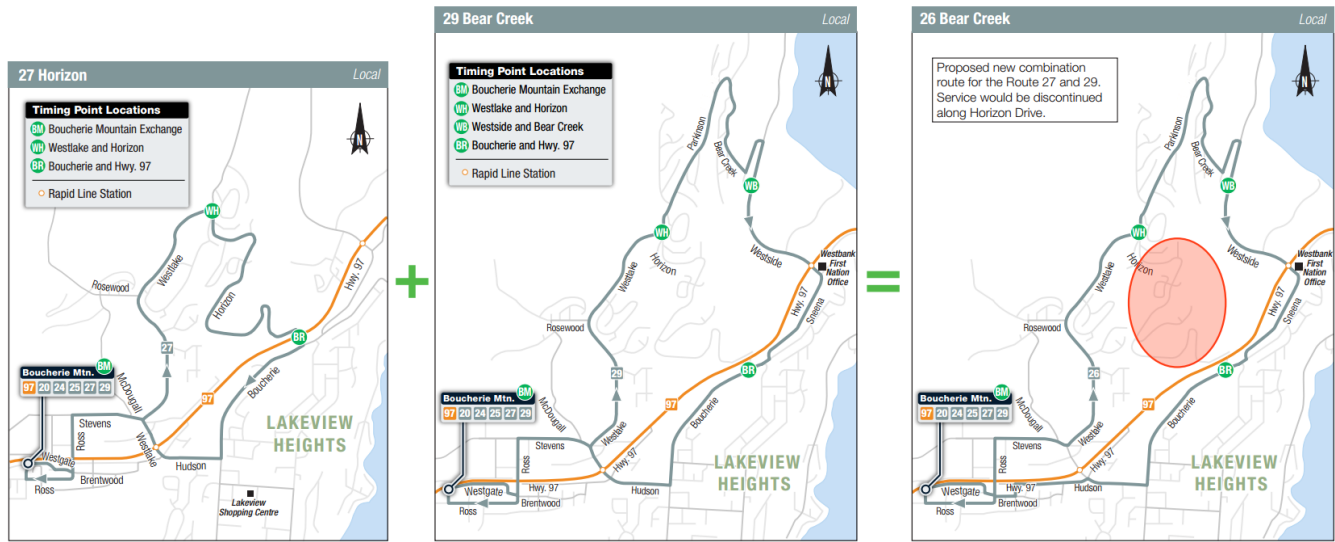 27 Horizon
Local
Timing Point Locations
BM Boucherie Mountain Exchange
WH Westlake and Horizon
BR Boucherie and Hwy. 97
Rapid Line Station
N
WH
Westlake
Rosewood
Horizon
Hwy. 97
BR
27
BM
Boucherie Mtn.
97 20 24 25 27 29
McDougall
Boucherie
97
Stevens
Ross
Westlake
LAKEVIEW
HEIGHTS
Westgate
Hudson
Brentwood
Ross
Lakeview
Shopping Centre
+
29 Bear Creek
Local
Timing Point Locations
BM Boucherie Mountain Exchange
WH Westlake and Horizon
WB Westside and Bear Creek
BR Boucherie and Hwy. 97
Rapid Line Station
N
Parkinson
Bear Creek
WB
WH
Westside
Horizon
Westlake
Westbank
First
Nation
Office
Hwy. 97
Sneena
Rosewood
BR
29
BM
Boucherie Mtn.
97 20 24 25 27 29
McDougall
97
Boucherie
Stevens
Westlake
Ross
Hwy. 97
LAKEVIEW
HEIGHTS
Westgate
Hwy. 97
Hudson
Ross
Brentwood
=
26 Bear Creek
Local
Proposed new combination
route for the Route 27 and 29.
Service would be discontinued
along Horizon Drive.
N
Parkinson
Bear Creek
WB
WH
Westside
Horizon
Westlake
Westbank
First
Nation
Office
Hwy. 97
Sneena
Rosewood
BR
26
BM
Boucherie Mtn.
97 20 24 25 27 29
McDougall
97
Boucherie
Stevens
Westlake
Ross
Hwy. 97
LAKEVIEW
HEIGHTS
Westgate
Hwy. 97
Hudson
Ross
Brentwood